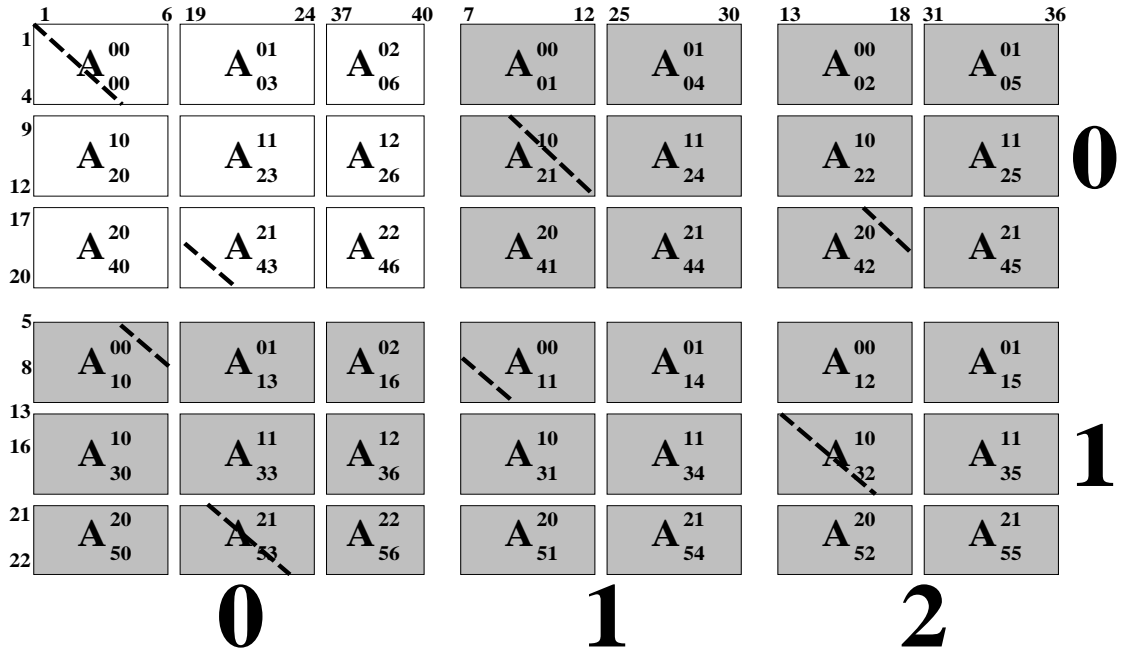 1 6 19 24 37 40 7 12 25 30 13 18 31 36
1 A 00 00 A 01 03 A 02 06 A 00 01 A 01 04 A 00 02 A 01 05
4
9 A 10 20 A 11 23 A 12 26 A 10 21 A 11 24 A 10 22 A 11 25 0
12
17 A 20 40 A 21 43 A 22 46 A 20 41 A 21 44 A 20 42 A 21 45
20
5 A 00 10 A 01 13 A 02 16 A 00 11 A 01 14 A 00 12 A 01 15
8
13 A 10 30 A 11 33 A 12 36 A 10 31 A 11 34 A 10 32 A 11 35 1
16
21 A 20 50 A 21 53 A 22 56 A 20 51 A 21 54 A 20 52 A 21 55
22
0 1 2